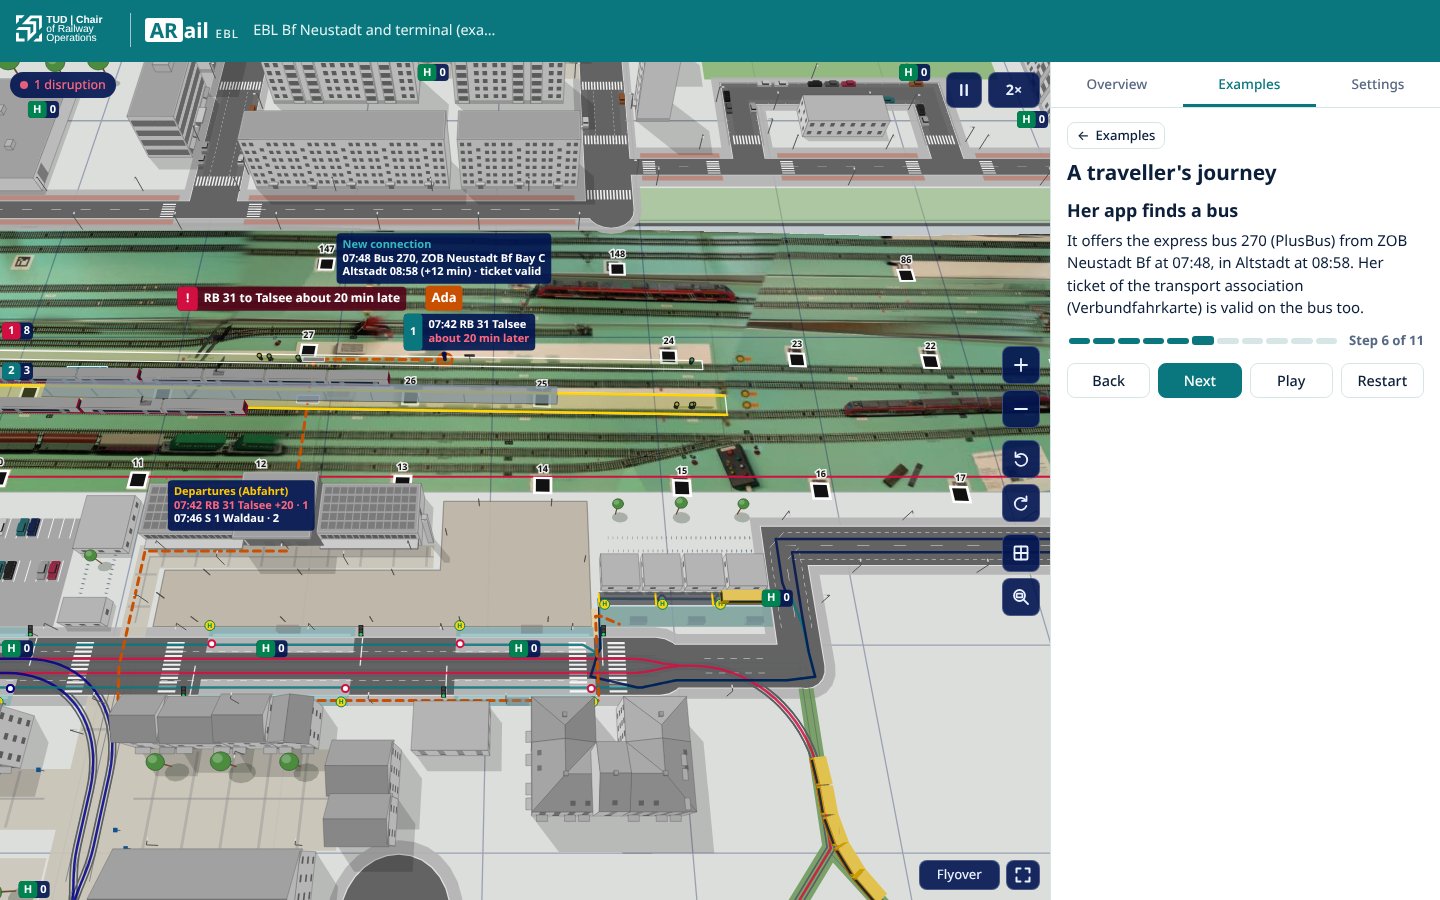 TUD | Chair
of Railway
Operations
ARail EBL
EBL Bf Neustadt and terminal (exa...
1 disruption
H 0
H 0
H 0
H 0
2×
Overview
Examples
Settings
← Examples
A traveller's journey
Her app finds a bus
It offers the express bus 270 (PlusBus) from ZOB
Neustadt Bf at 07:48, in Altstadt at 08:58. Her
ticket of the transport association
(Verbundfahrkarte) is valid on the bus too.
Step 6 of 11
Back
Next
Play
Restart
147
New connection
07:48 Bus 270, ZOB Neustadt Bf Bay C
Altstadt 08:58 (+12 min) · ticket valid
148
86
! RB 31 to Talsee about 20 min late
Ada
1 8
1 07:42 RB 31 Talsee
about 20 min later
27
24
23
22
2 3
26
25
11
12
13
14
15
16
17
Departures (Abfahrt)
07:42 RB 31 Talsee +20 · 1
07:46 S 1 Waldau · 2
H
H
H
H 0
H
H
H 0
H 0
H 0
H
H 0
Flyover